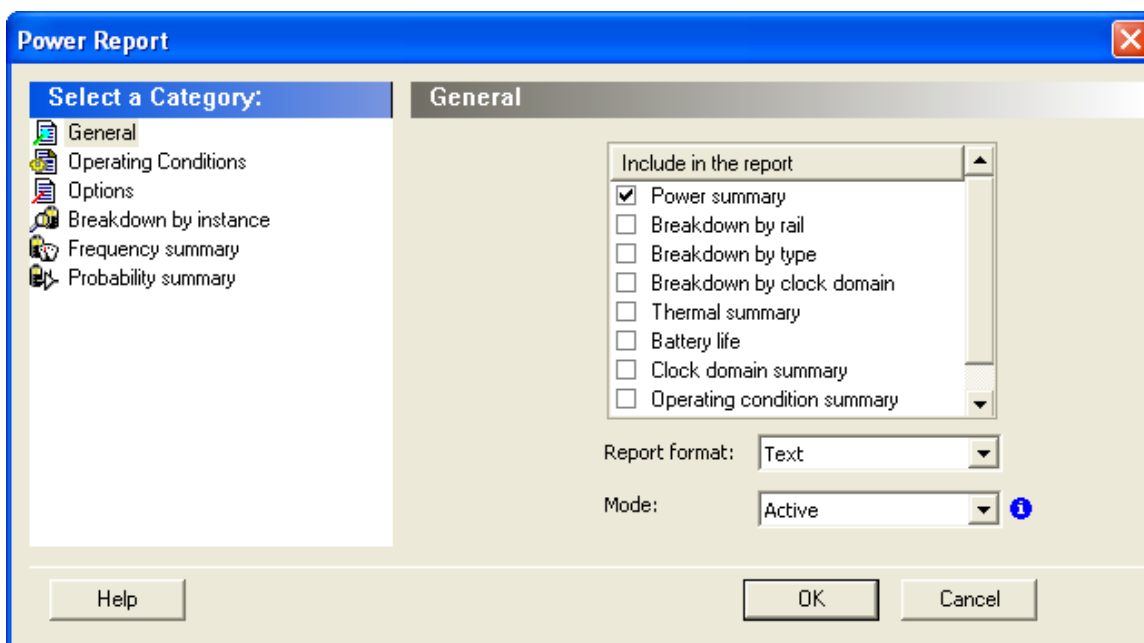 Power Report
Select a Category:
General
Operating Conditions
Options
Breakdown by instance
Frequency summary
Probability summary
General
Include in the report
Power summary
Breakdown by rail
Breakdown by type
Breakdown by clock domain
Thermal summary
Battery life
Clock domain summary
Operating condition summary
Report format: Text
Mode: Active
Help OK Cancel